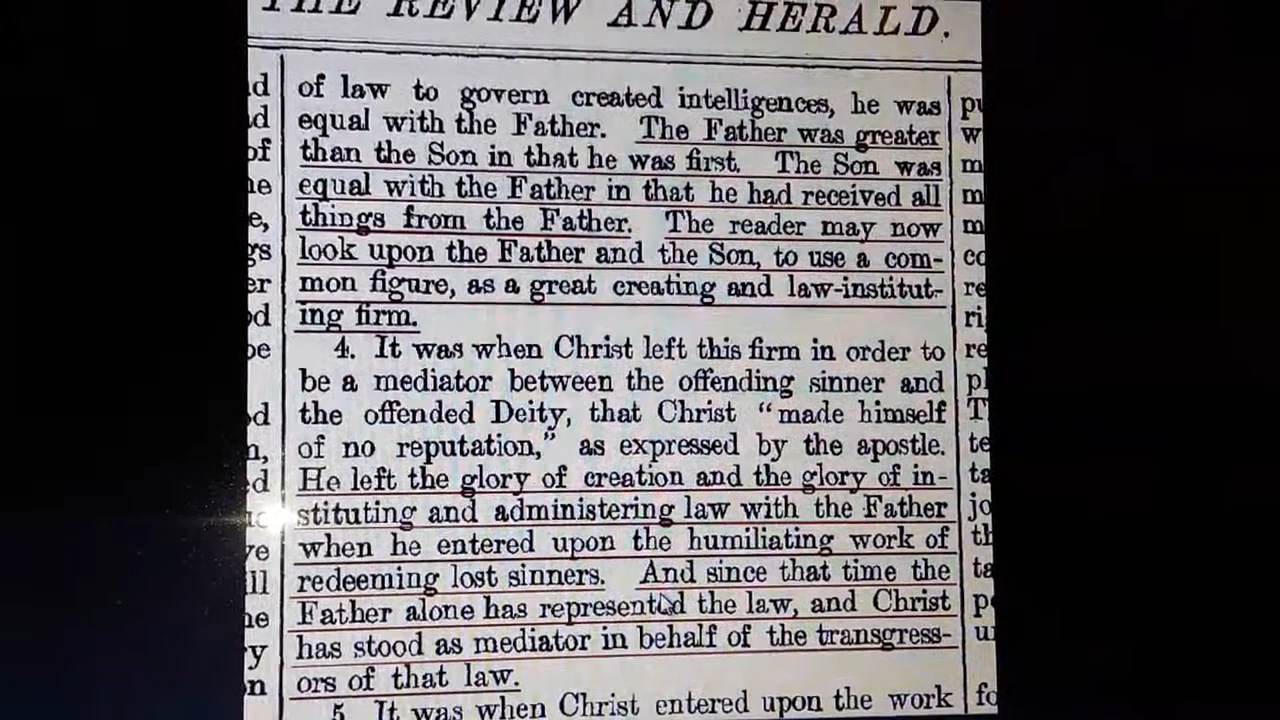 THE REVIEW AND HERALD.
of law to govern created intelligences, he was
equal with the Father. The Father was greater
than the Son in that he was first. The Son was
equal with the Father in that he had received all
things from the Father. The reader may now
look upon the Father and the Son, to use a com-
mon figure, as a great creating and law-institut-
ing firm.
4. It was when Christ left this firm in order to
be a mediator between the offending sinner and
the offended Deity, that Christ “made himself
of no reputation,” as expressed by the apostle.
He left the glory of creation and the glory of in-
stituting and administering law with the Father
when he entered upon the humiliating work of
redeeming lost sinners. And since that time the
Father alone has represented the law, and Christ
has stood as mediator in behalf of the transgress-
ors of that law.
5. It was when Christ entered upon the work